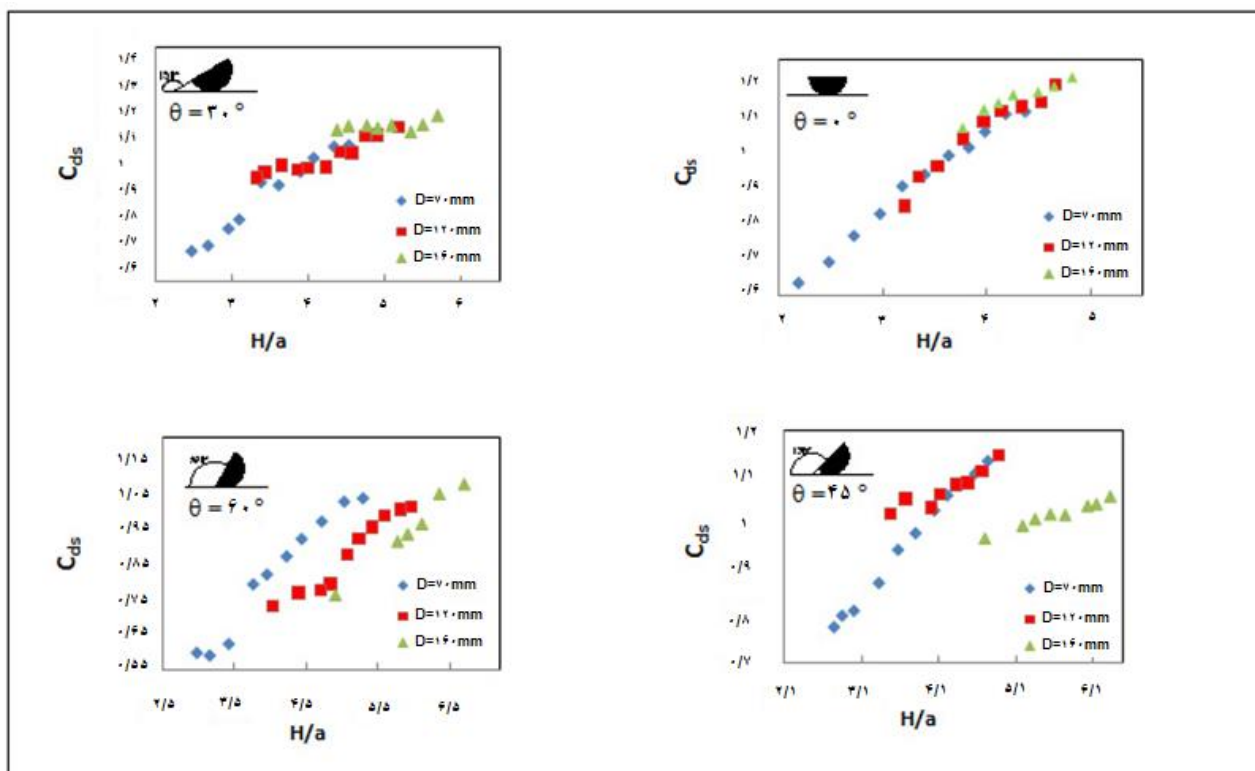 ۱/۴
۱/۳
۱/۲
۱/۱
۱
۰/۹
۰/۸
۰/۷
۰/۶
C_ds
θ = ۳۰°
D=۷۰mm
D=۱۲۰mm
D=۱۶۰mm
۲ ۳ ۴ ۵ ۶
H/a
۱/۲
۱/۱
۱
۰/۹
۰/۸
۰/۷
۰/۶
C_ds
θ = ۰°
D=۷۰mm
D=۱۲۰mm
D=۱۶۰mm
۲ ۳ ۴ ۵
H/a
۱/۱۵
۱/۰۵
۰/۹۵
۰/۸۵
۰/۷۵
۰/۶۵
۰/۵۵
C_ds
θ = ۶۰°
D=۷۰mm
D=۱۲۰mm
D=۱۶۰mm
۲/۵ ۳/۵ ۴/۵ ۵/۵ ۶/۵
H/a
۱/۲
۱/۱
۱
۰/۹
۰/۸
۰/۷
C_ds
θ = ۴۵°
D=۷۰mm
D=۱۲۰mm
D=۱۶۰mm
۲/۱ ۳/۱ ۴/۱ ۵/۱ ۶/۱
H/a